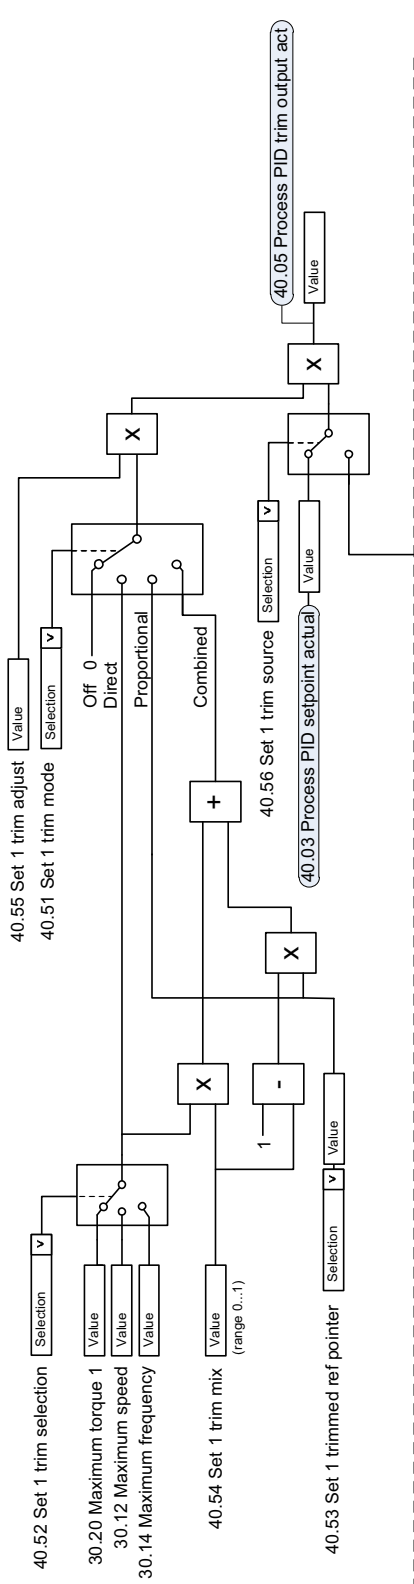 40.52 Set 1 trim selection
Selection
v
30.20 Maximum torque 1
Value
30.12 Maximum speed
Value
30.14 Maximum frequency
Value
40.54 Set 1 trim mix
Value
(range 0...1)
40.53 Set 1 trimmed ref pointer
Selection
v
Value
x
1
-
x
+
40.55 Set 1 trim adjust
Value
40.51 Set 1 trim mode
Selection
v
Off 0
Direct
Proportional
Combined
x
40.56 Set 1 trim source
Selection
v
40.03 Process PID setpoint actual
Value
x
40.05 Process PID trim output act
Value